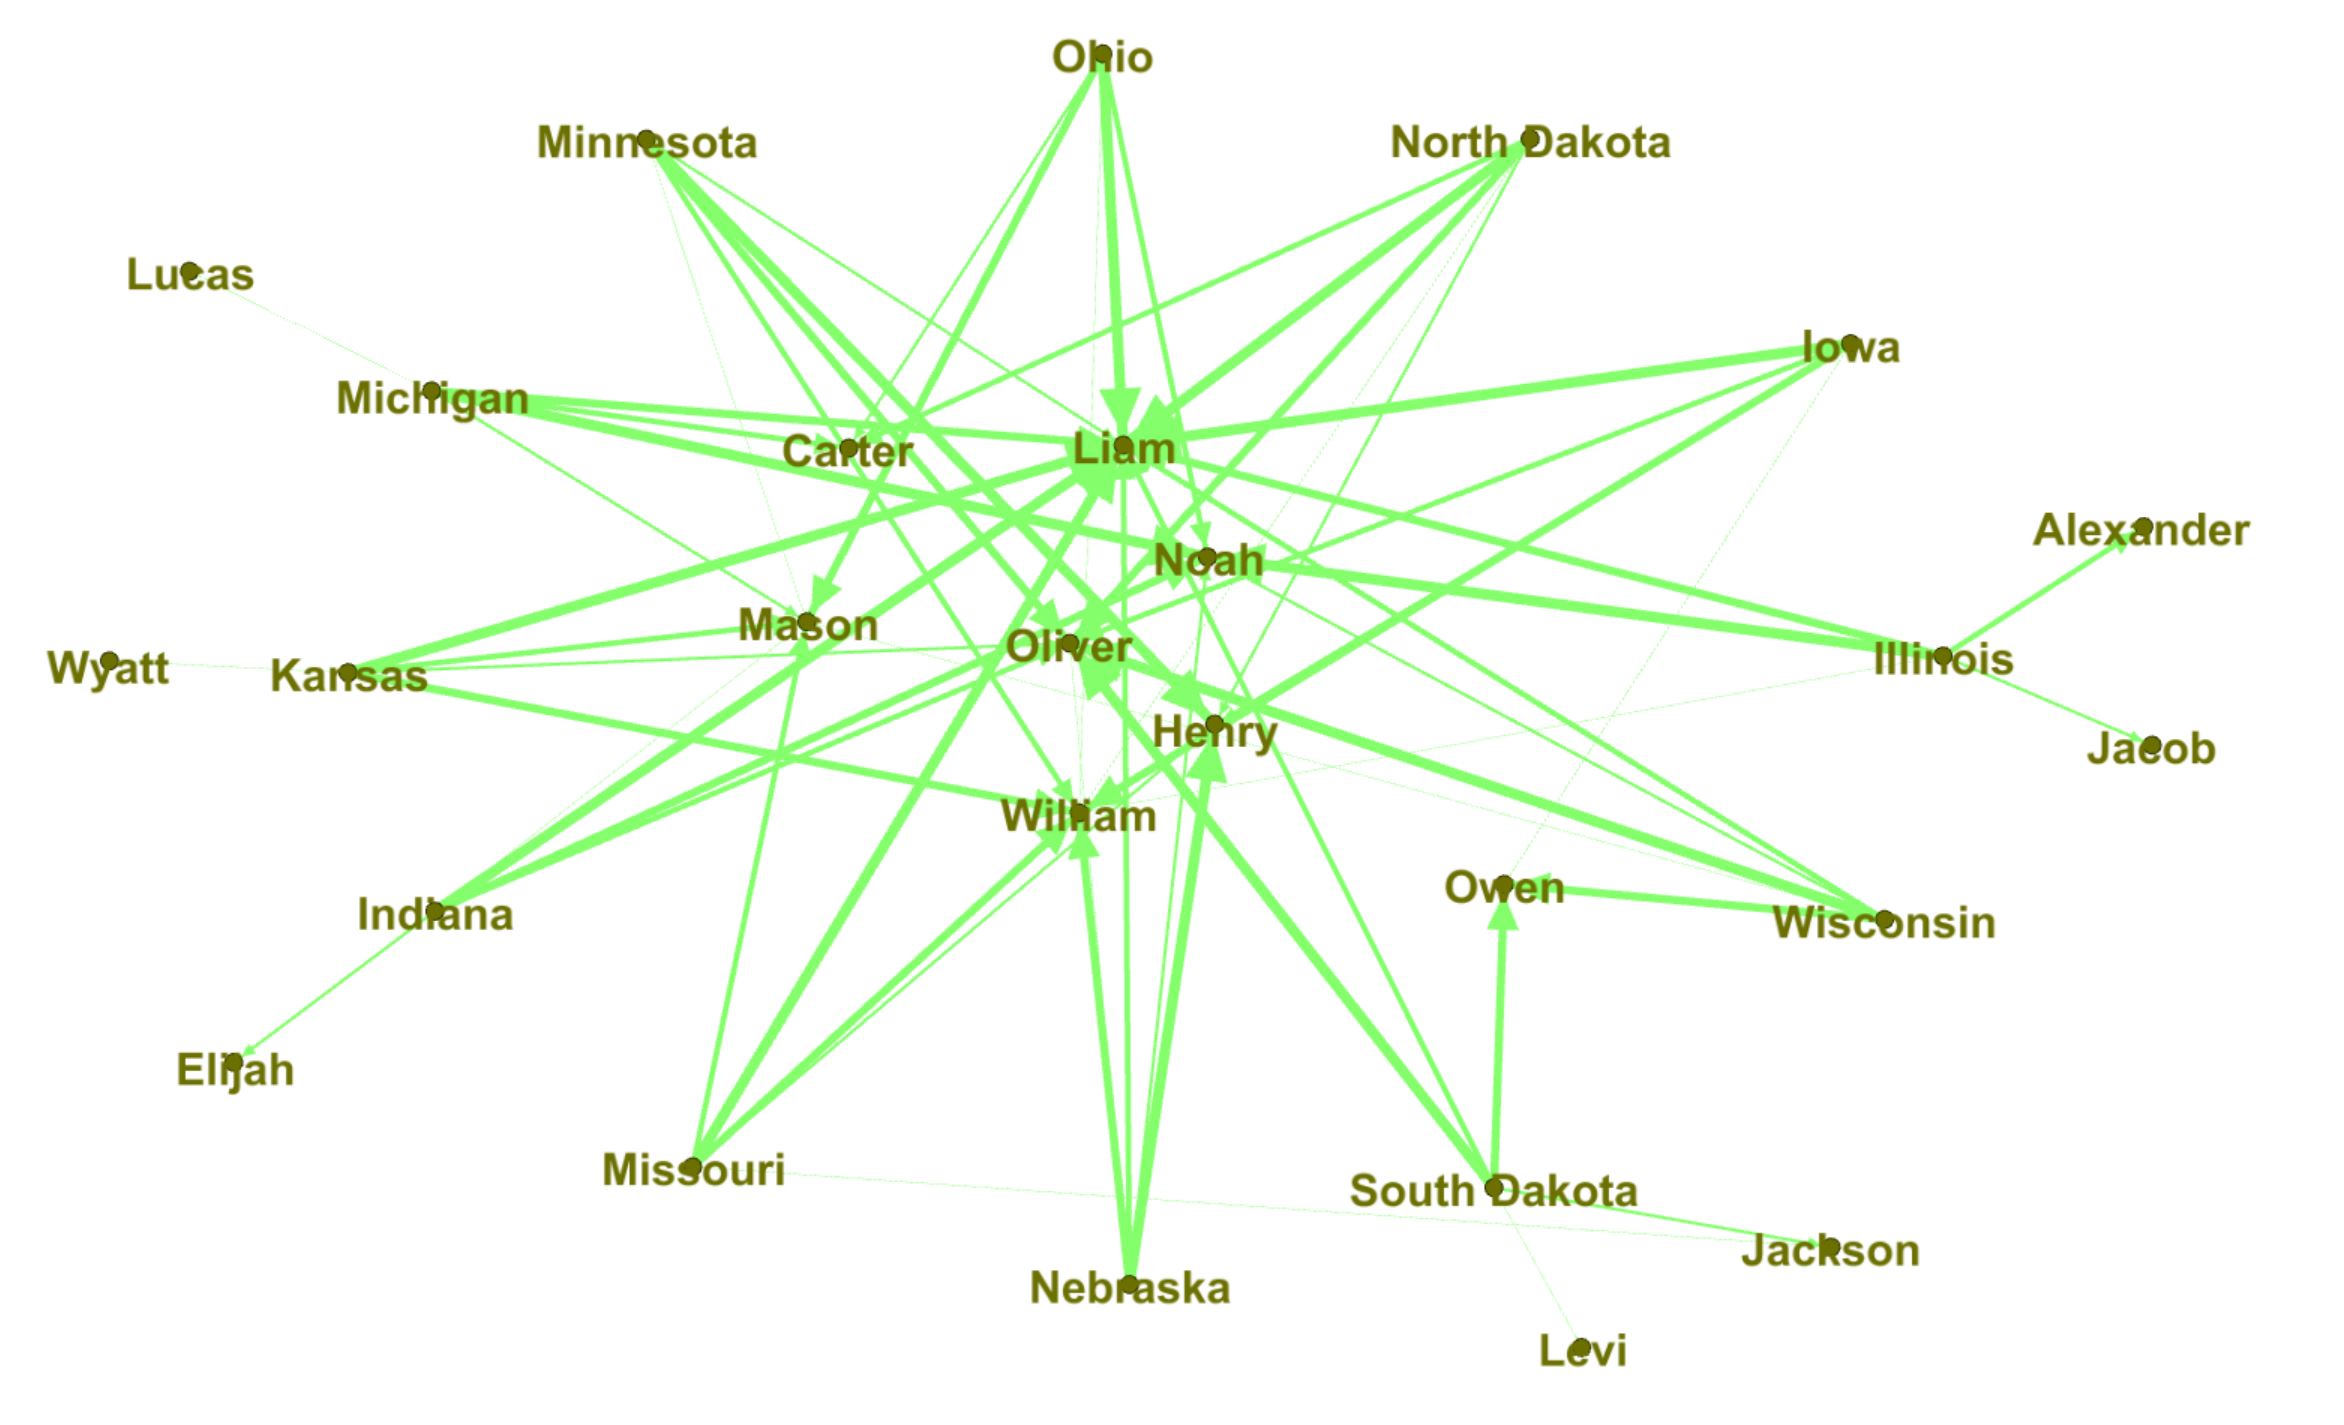 Ohio
Minnesota
North Dakota
Lucas
Iowa
Michigan
Carter
Liam
Alexander
Noah
Mason
Oliver
Wyatt
Kansas
Illinois
Henry
Jacob
William
Owen
Indiana
Wisconsin
Elijah
Missouri
South Dakota
Jackson
Nebraska
Levi